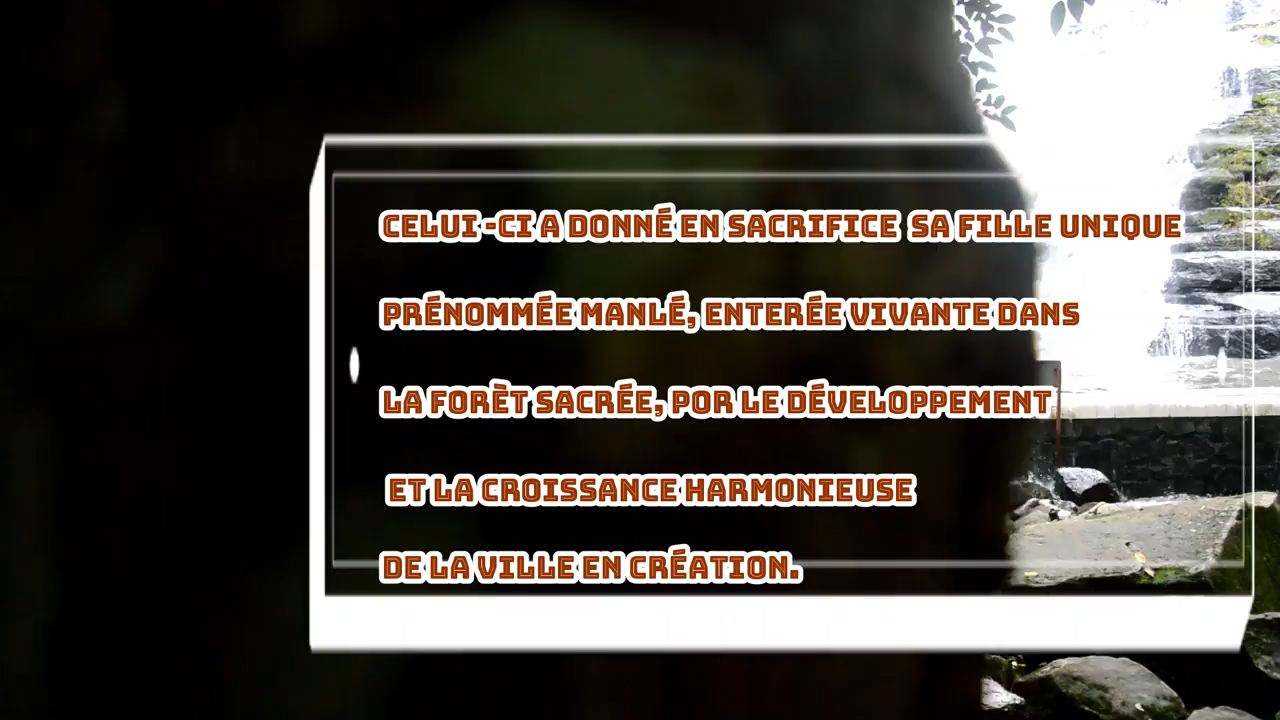 CELUI-CI A DONNÉ EN SACRIFICE SA FILLE UNIQUE
PRÉNOMMÉE MANLÉ, ENTERÉE VIVANTE DANS
LA FORÈT SACRÉE, POR LE DÉVELOPPEMENT
ET LA CROISSANCE HARMONIEUSE
DE LA VILLE EN CRÉATION.